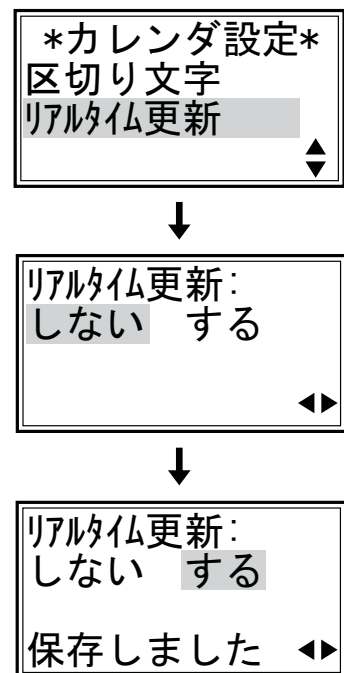 *カレンダ設定*
区切り文字
ﾘｱﾙﾀｲﾑ更新
ﾘｱﾙﾀｲﾑ更新:
しない する
ﾘｱﾙﾀｲﾑ更新:
しない する
保存しました